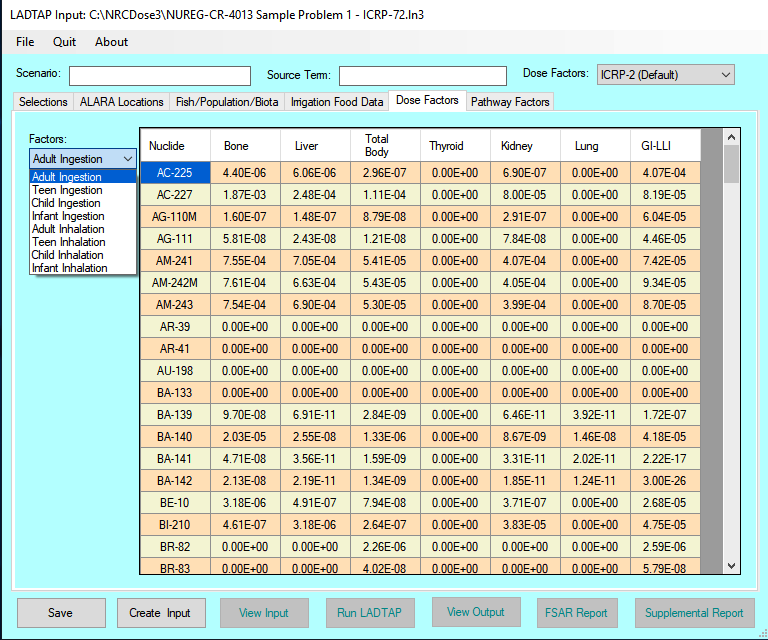 LADTAP Input: C:\NRCDose3\NUREG-CR-4013 Sample Problem 1 - ICRP-72.In3
File Quit About
Scenario: Source Term: Dose Factors: ICRP-2 (Default)
Selections ALARA Locations Fish/Population/Biota Irrigation Food Data Dose Factors Pathway Factors
Factors:
Adult Ingestion
Adult Ingestion
Teen Ingestion
Child Ingestion
Infant Ingestion
Adult Inhalation
Teen Inhalation
Child Inhalation
Infant Inhalation
Nuclide Bone Liver Total Body Thyroid Kidney Lung GI-LLI
AC-225 4.40E-06 6.06E-06 2.96E-07 0.00E+00 6.90E-07 0.00E+00 4.07E-04
AC-227 1.87E-03 2.48E-04 1.11E-04 0.00E+00 8.00E-05 0.00E+00 8.19E-05
AG-110M 1.60E-07 1.48E-07 8.79E-08 0.00E+00 2.91E-07 0.00E+00 6.04E-05
AG-111 5.81E-08 2.43E-08 1.21E-08 0.00E+00 7.84E-08 0.00E+00 4.46E-05
AM-241 7.55E-04 7.05E-04 5.41E-05 0.00E+00 4.07E-04 0.00E+00 7.42E-05
AM-242M 7.61E-04 6.63E-04 5.43E-05 0.00E+00 4.05E-04 0.00E+00 9.34E-05
AM-243 7.54E-04 6.90E-04 5.30E-05 0.00E+00 3.99E-04 0.00E+00 8.70E-05
AR-39 0.00E+00 0.00E+00 0.00E+00 0.00E+00 0.00E+00 0.00E+00 0.00E+00
AR-41 0.00E+00 0.00E+00 0.00E+00 0.00E+00 0.00E+00 0.00E+00 0.00E+00
AU-198 0.00E+00 0.00E+00 0.00E+00 0.00E+00 0.00E+00 0.00E+00 0.00E+00
BA-133 0.00E+00 0.00E+00 0.00E+00 0.00E+00 0.00E+00 0.00E+00 0.00E+00
BA-139 9.70E-08 6.91E-11 2.84E-09 0.00E+00 6.46E-11 3.92E-11 1.72E-07
BA-140 2.03E-05 2.55E-08 1.33E-06 0.00E+00 8.67E-09 1.46E-08 4.18E-05
BA-141 4.71E-08 3.56E-11 1.59E-09 0.00E+00 3.31E-11 2.02E-11 2.22E-17
BA-142 2.13E-08 2.19E-11 1.34E-09 0.00E+00 1.85E-11 1.24E-11 3.00E-26
BE-10 3.18E-06 4.91E-07 7.94E-08 0.00E+00 3.71E-07 0.00E+00 2.68E-05
BI-210 4.61E-07 3.18E-06 2.64E-07 0.00E+00 3.83E-05 0.00E+00 4.75E-05
BR-82 0.00E+00 0.00E+00 2.26E-06 0.00E+00 0.00E+00 0.00E+00 2.59E-06
BR-83 0.00E+00 0.00E+00 4.02E-08 0.00E+00 0.00E+00 0.00E+00 5.79E-08
Save Create Input View Input Run LADTAP View Output FSAR Report Supplemental Report